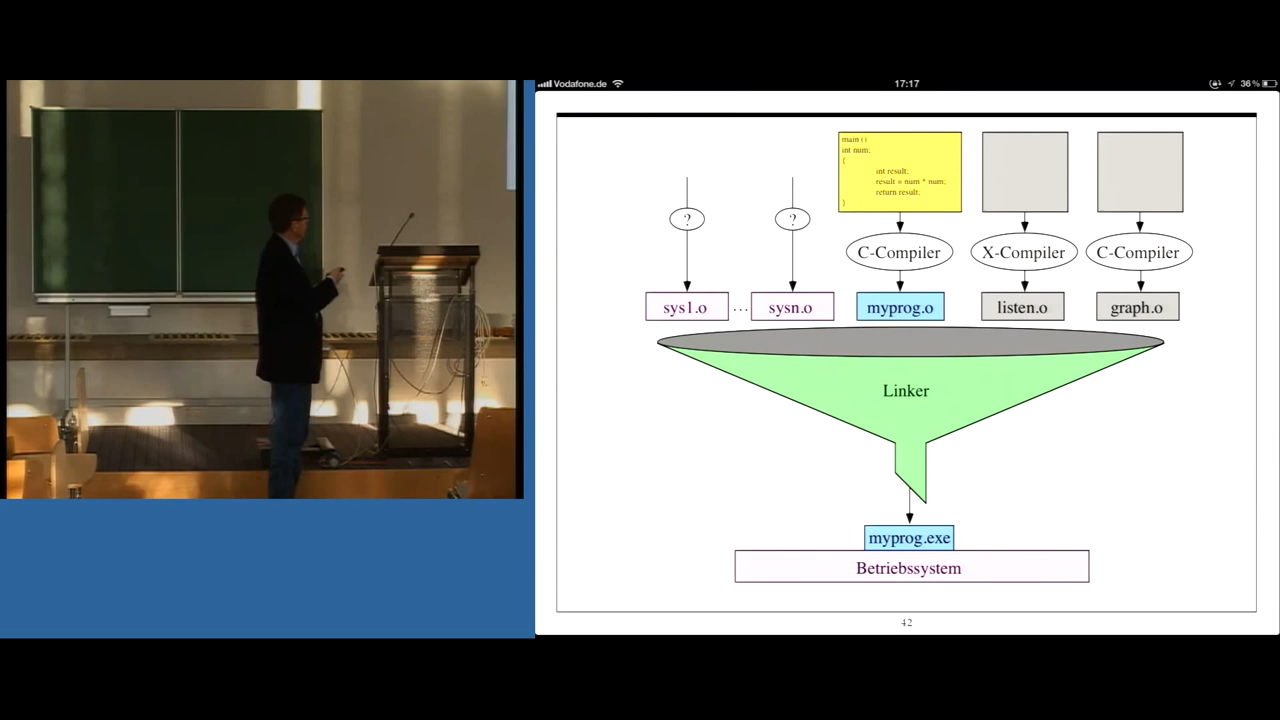 Vodafone.de 17:17 36%
main ()
int num;
{
int result;
result = num * num;
return result;
}
? ?
C-Compiler X-Compiler C-Compiler
sys1.o ... sysn.o myprog.o listen.o graph.o
Linker
myprog.exe
Betriebssystem
42